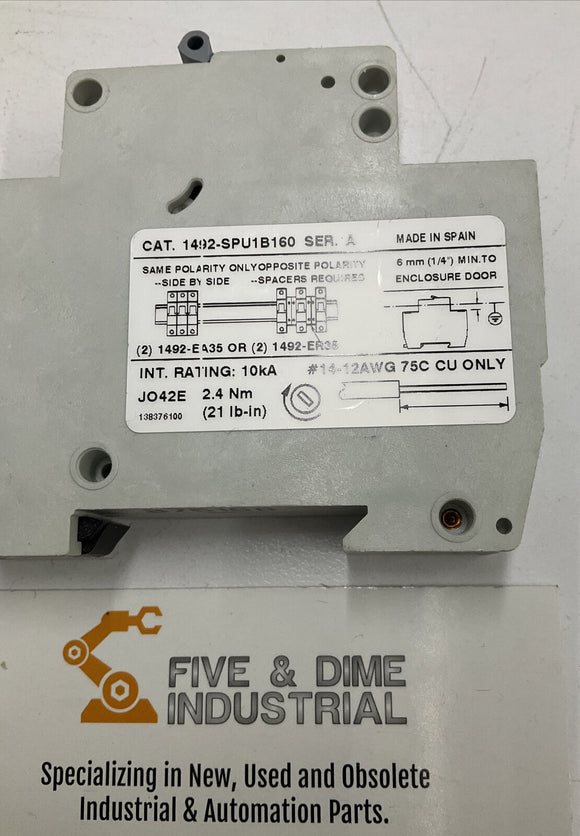 CAT. 1492-SPU1B160 SER. A
MADE IN SPAIN
SAME POLARITY ONLY OPPOSITE POLARITY
--SIDE BY SIDE --SPACERS REQUIRED
6 mm (1/4") MIN.TO
ENCLOSURE DOOR
(2) 1492-EA35 OR (2) 1492-ER35
INT. RATING: 10kA
#14-12AWG 75C CU ONLY
JO42E 2.4 Nm
138376100 (21 lb-in)
FIVE & DIME
INDUSTRIAL
Specializing in New, Used and Obsolete
Industrial & Automation Parts.